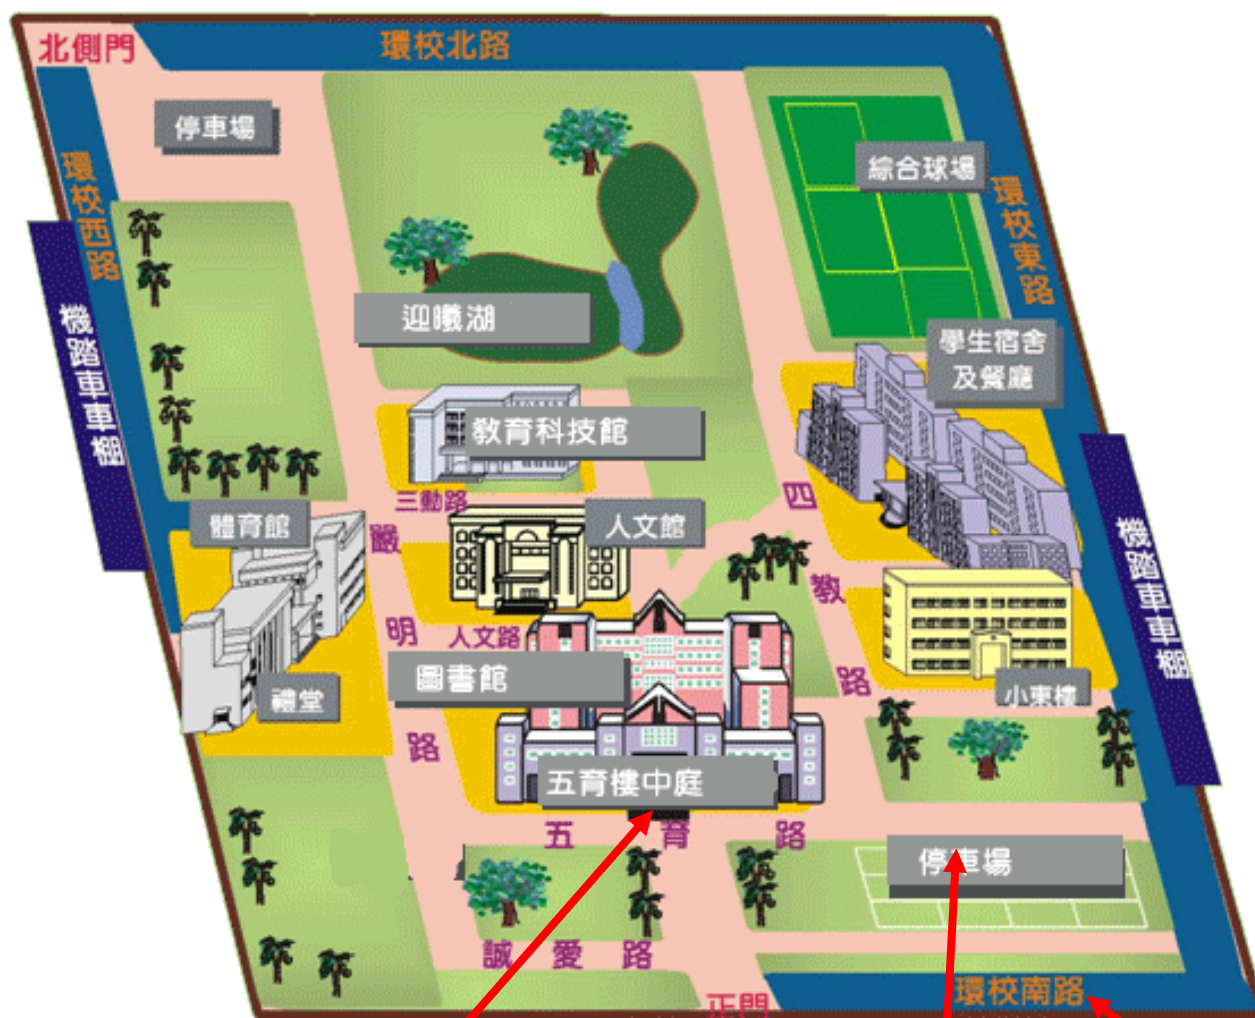 北側門
環校北路
停車場
綜合球場
環校西路
環校東路
機踏車車棚
迎曦湖
學生宿舍
及餐廳
教育科技館
三動路
四教路
體育館
嚴明路
人文館
機踏車車棚
人文路
圖書館
禮堂
小東樓
五育樓中庭
五育路
停車場
誠愛路
環校南路
正門